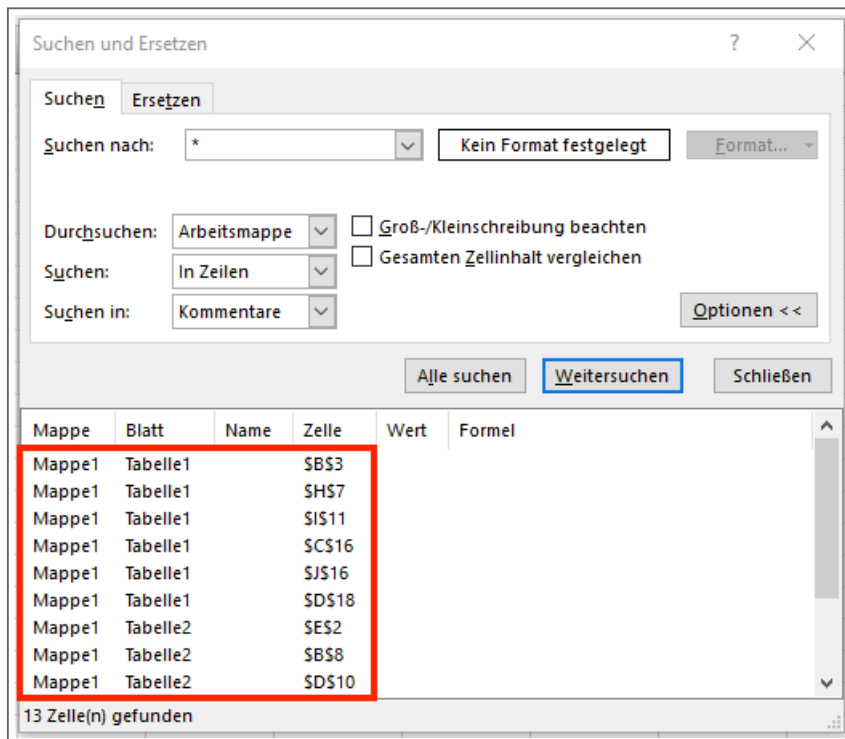 Suchen und Ersetzen ?
Suchen Ersetzen
Suchen nach: * Kein Format festgelegt Format...
Durchsuchen: Arbeitsmappe Groß-/Kleinschreibung beachten
Suchen: In Zeilen Gesamten Zellinhalt vergleichen
Suchen in: Kommentare Optionen <<
Alle suchen Weitersuchen Schließen
Mappe Blatt Name Zelle Wert Formel
Mappe1 Tabelle1 $B$3
Mappe1 Tabelle1 $H$7
Mappe1 Tabelle1 $I$11
Mappe1 Tabelle1 $C$16
Mappe1 Tabelle1 $J$16
Mappe1 Tabelle1 $D$18
Mappe1 Tabelle2 $E$2
Mappe1 Tabelle2 $B$8
Mappe1 Tabelle2 $D$10
13 Zelle(n) gefunden